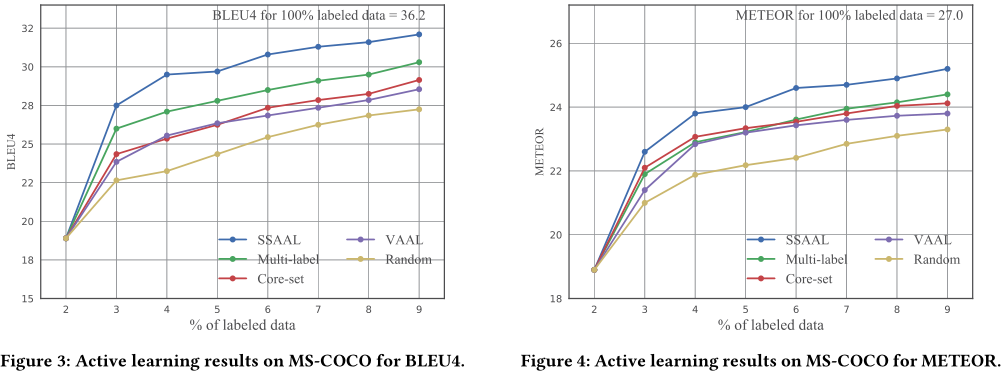 BLEU4 for 100% labeled data = 36.2
32
30
28
25
22
20
18
15
BLEU4
SSAAL
Multi-label
Core-set
VAAL
Random
2 3 4 5 6 7 8 9
% of labeled data
Figure 3: Active learning results on MS-COCO for BLEU4.
METEOR for 100% labeled data = 27.0
26
24
22
20
18
METEOR
SSAAL
Multi-label
Core-set
VAAL
Random
2 3 4 5 6 7 8 9
% of labeled data
Figure 4: Active learning results on MS-COCO for METEOR.